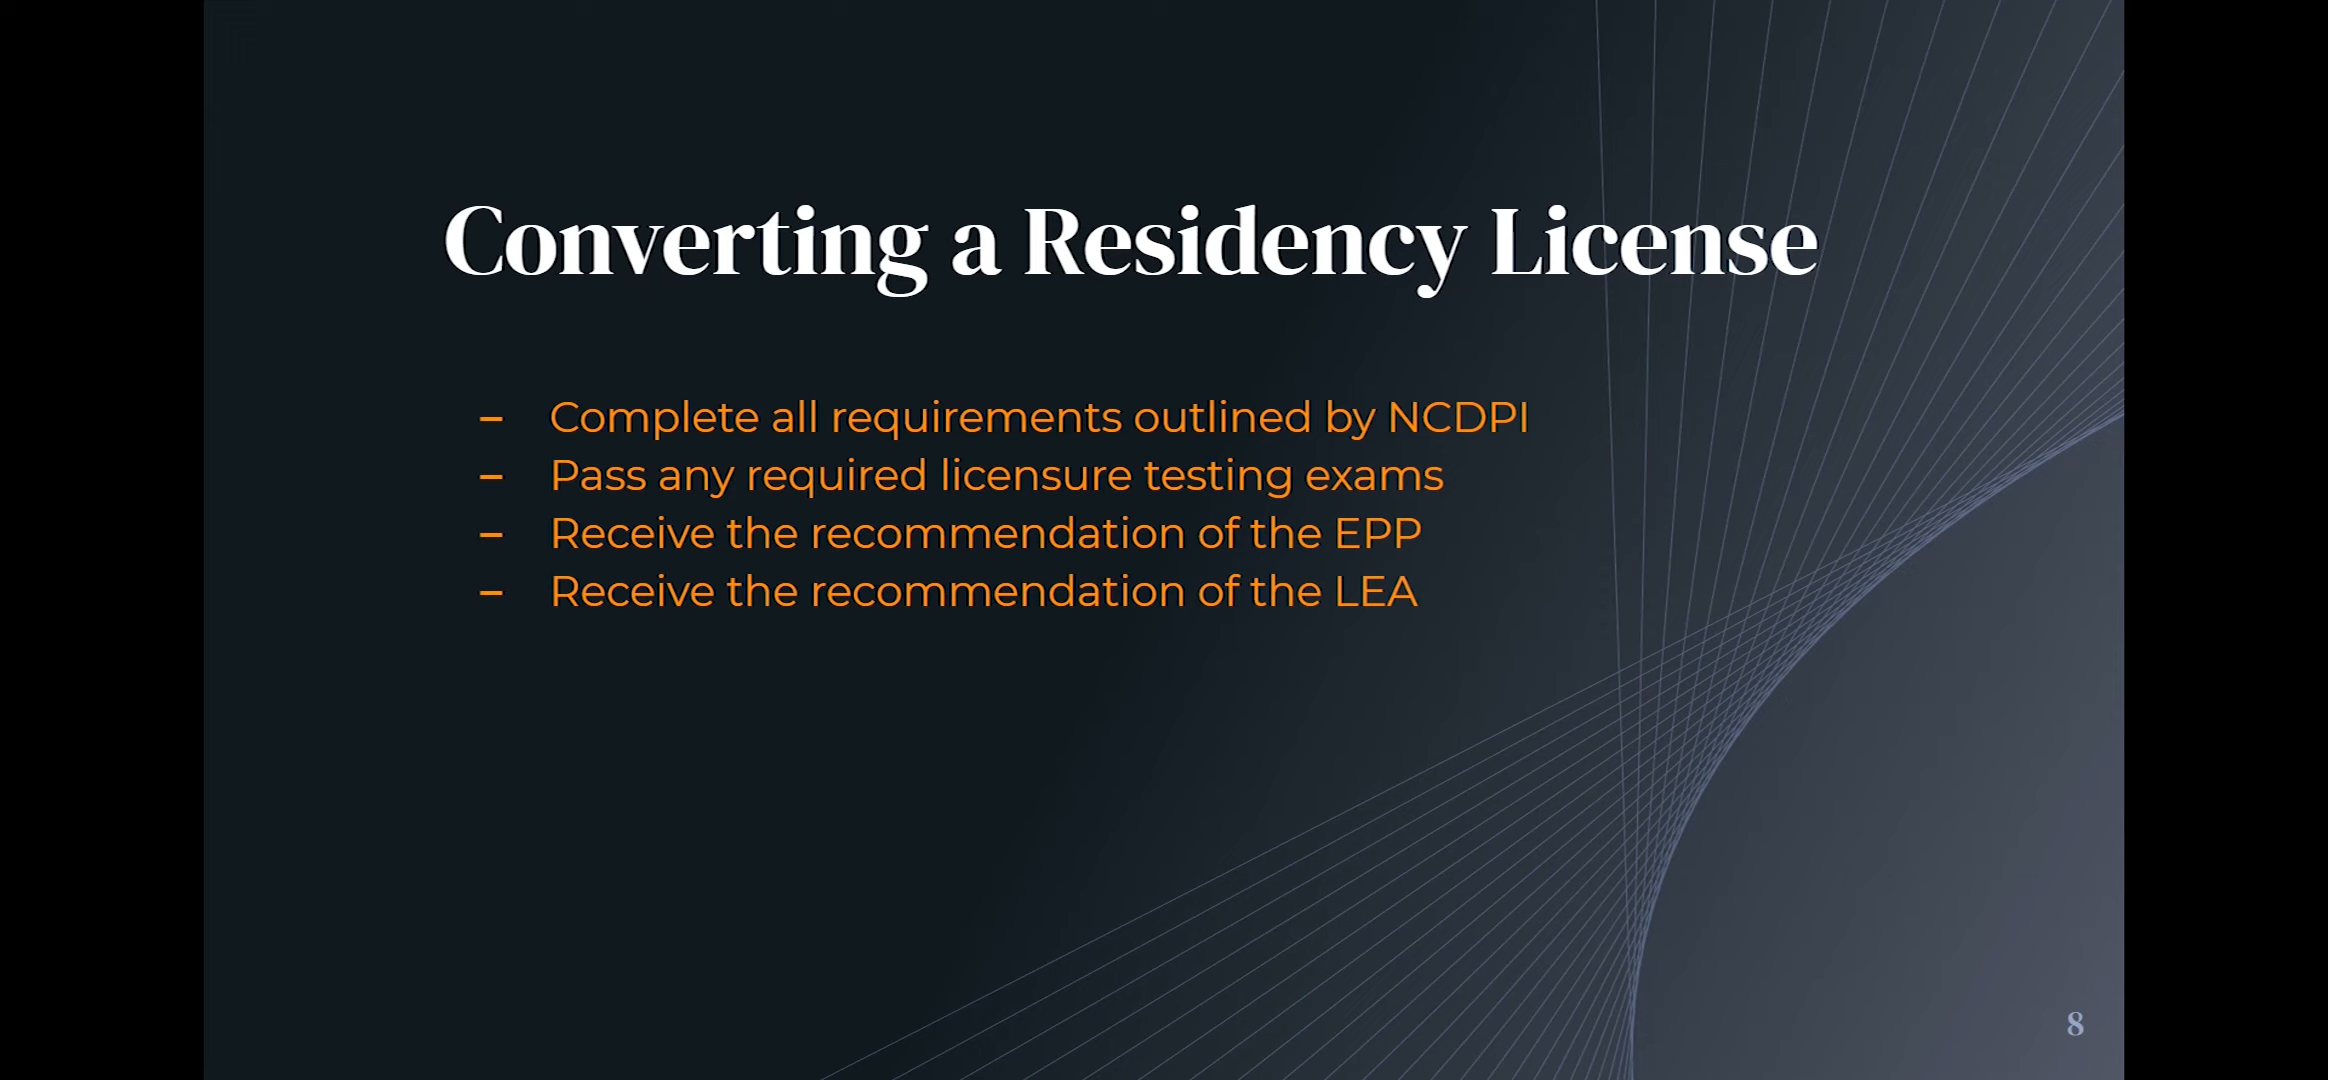 Converting a Residency License
– Complete all requirements outlined by NCDPI
– Pass any required licensure testing exams
– Receive the recommendation of the EPP
– Receive the recommendation of the LEA
8